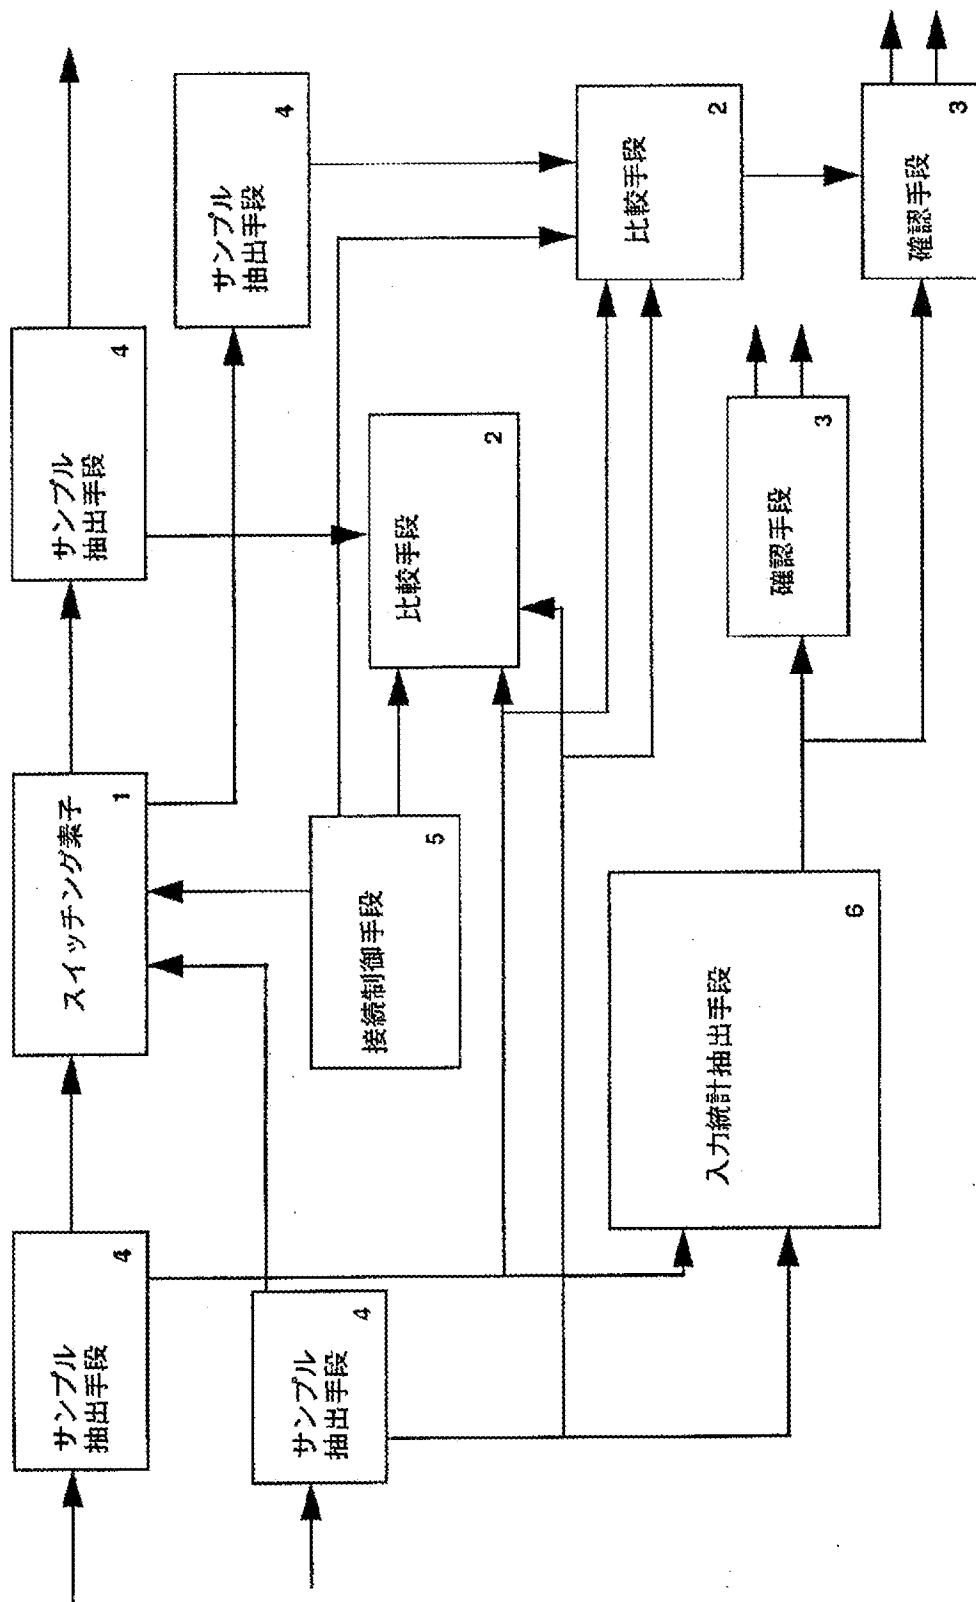 サンプル
抽出手段
4
スイッチング素子
1
サンプル
抽出手段
4
サンプル
抽出手段
4
サンプル
抽出手段
4
接続制御手段
5
比較手段
2
比較手段
2
入力統計抽出手段
6
確認手段
3
確認手段
3